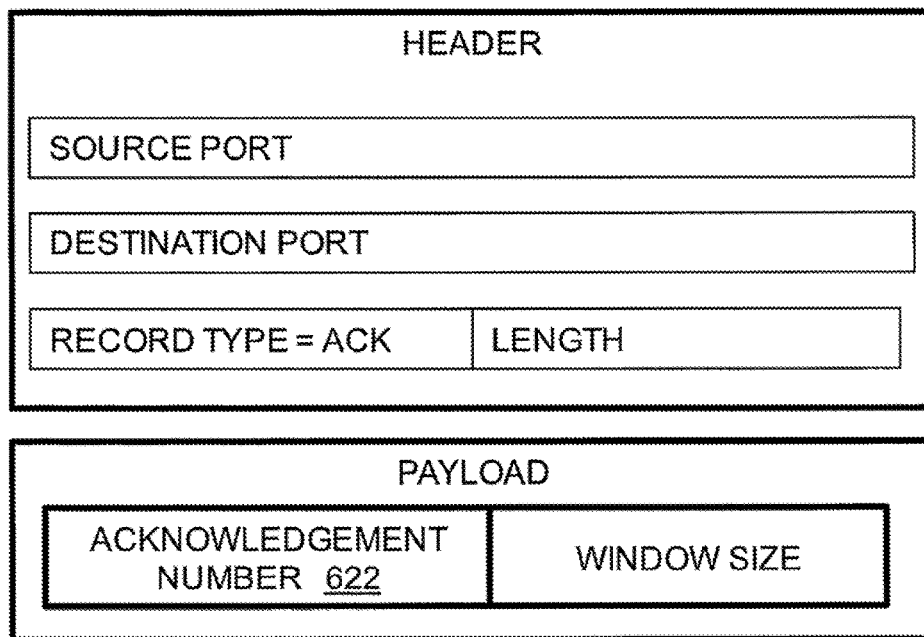 HEADER
SOURCE PORT
DESTINATION PORT
RECORD TYPE = ACK
LENGTH
PAYLOAD
ACKNOWLEDGEMENT
NUMBER 622
WINDOW SIZE